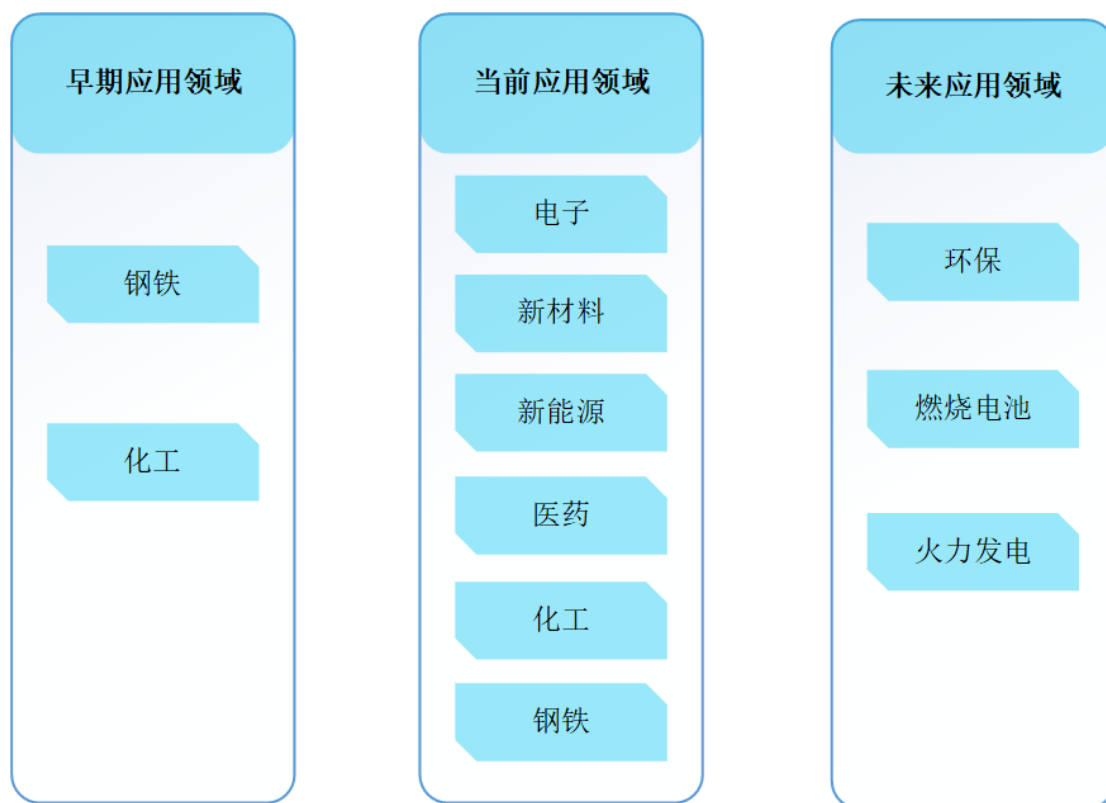 早期应用领域
钢铁
化工
当前应用领域
电子
新材料
新能源
医药
化工
钢铁
未来应用领域
环保
燃烧电池
火力发电